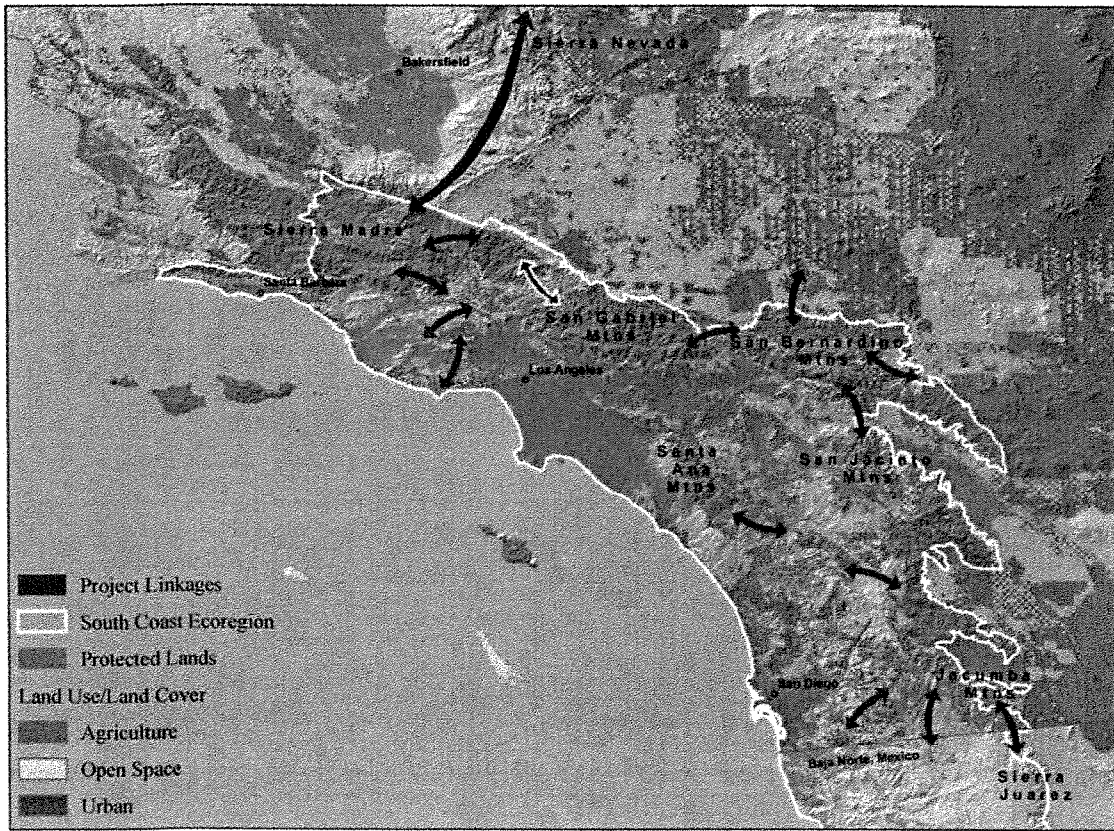 Sierra Nevada
Bakersfield
Sierra Madre
Santa Barbara
San Gabriel
Mtns
San Bernardino
Mtns
Los Angeles
Santa
Ana
Mtns
San Jacinto
Mtns
Project Linkages
South Coast Ecoregion
Protected Lands
Land Use/Land Cover
Agriculture
Open Space
Urban
Jacumba
Mtns
San Diego
Baja Norte, Mexico
Sierra
Juarez